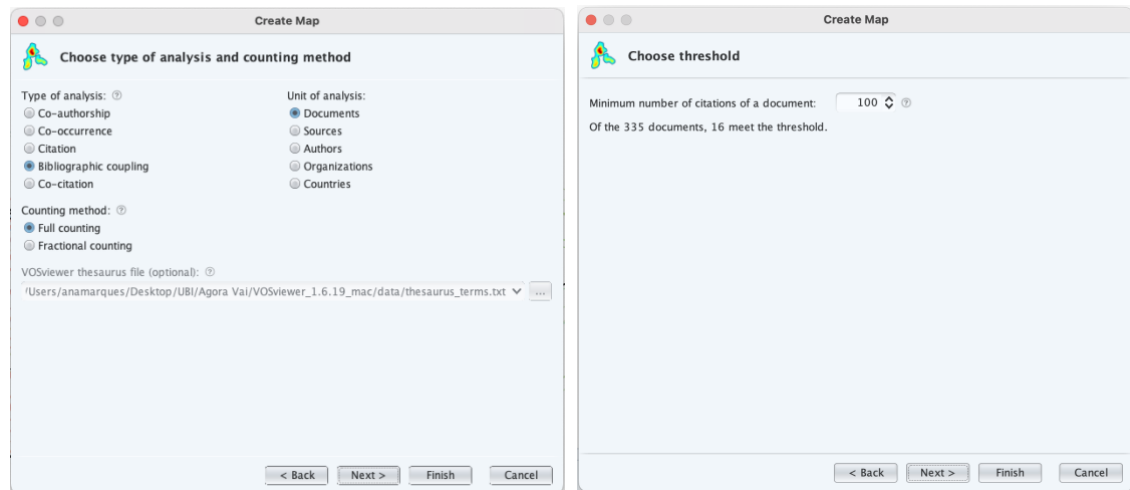 Create Map
Choose type of analysis and counting method
Type of analysis:
Co-authorship
Co-occurrence
Citation
Bibliographic coupling
Co-citation
Unit of analysis:
Documents
Sources
Authors
Organizations
Countries
Counting method:
Full counting
Fractional counting
VOSviewer thesaurus file (optional):
/Users/anamarques/Desktop/UBI/Agora Vai/VOSviewer_1.6.19_mac/data/thesaurus_terms.txt
...
< Back Next > Finish Cancel
Create Map
Choose threshold
Minimum number of citations of a document: 100
Of the 335 documents, 16 meet the threshold.
< Back Next > Finish Cancel